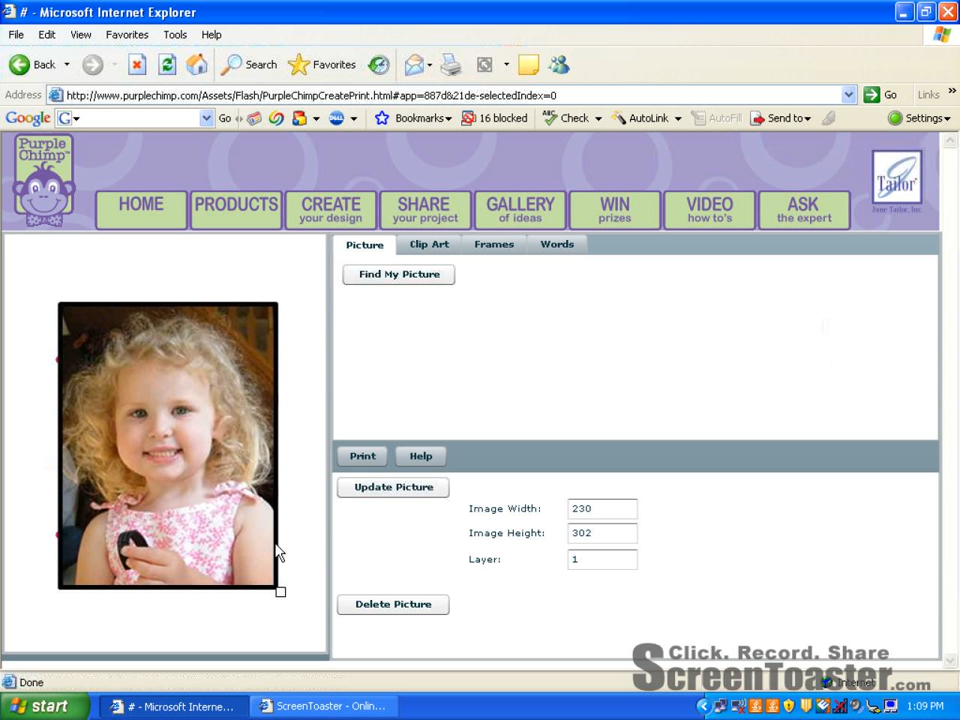 # - Microsoft Internet Explorer
File Edit View Favorites Tools Help
Back Search Favorites
Address http://www.purplechimp.com/Assets/Flash/PurpleChimpCreatePrint.html#app=887d&21de-selectedIndex=0 Go Links »
Google G Go Bookmarks 16 blocked Check AutoLink AutoFill Send to Settings
Purple
Chimp™
HOME
PRODUCTS
CREATE
your design
SHARE
your project
GALLERY
of ideas
WIN
prizes
VIDEO
how to's
ASK
the expert
Tailor
June Tailor, Inc.
Picture Clip Art Frames Words
Find My Picture
Print Help
Update Picture
Image Width: 230
Image Height: 302
Layer: 1
Delete Picture
Click. Record. Share
ScreenToaster.com
Done Internet
start # - Microsoft Interne... ScreenToaster - Onlin... 1:09 PM